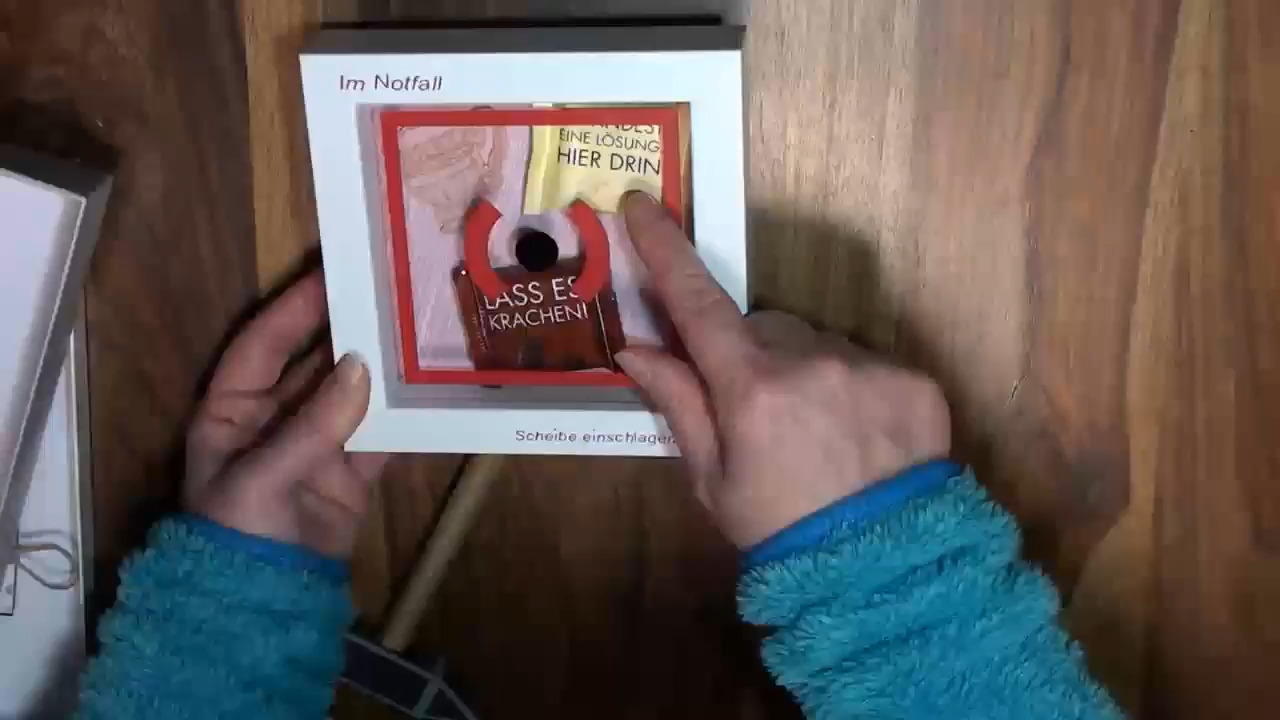 Im Notfall
EINE LÖSUNG
HIER DRIN
LASS ES
KRACHEN!
Scheibe einschlagen